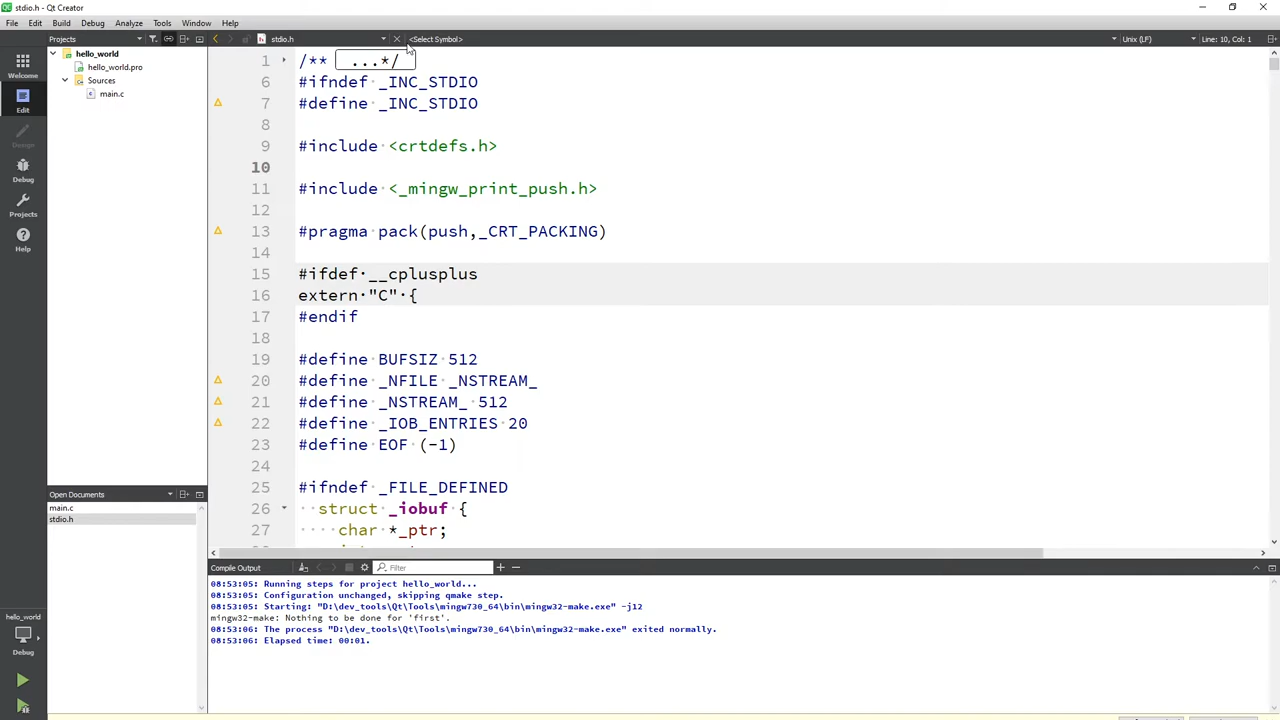 stdio.h - Qt Creator
File Edit Build Debug Analyze Tools Window Help
Projects
stdio.h
<Select Symbol>
Unix (LF)
Line: 10, Col: 1
Welcome
Edit
Design
Debug
Projects
Help
hello_world
hello_world.pro
Sources
main.c
1 /** ...*/
6 #ifndef _INC_STDIO
7 #define _INC_STDIO
8
9 #include <crtdefs.h>
10
11 #include <_mingw_print_push.h>
12
13 #pragma pack(push,_CRT_PACKING)
14
15 #ifdef·__cplusplus
16 extern·"C"·{
17 #endif
18
19 #define BUFSIZ 512
20 #define _NFILE _NSTREAM_
21 #define _NSTREAM_ 512
22 #define _IOB_ENTRIES 20
23 #define EOF (-1)
24
25 #ifndef _FILE_DEFINED
26 struct _iobuf {
27 char *_ptr;
Open Documents
main.c
stdio.h
Compile Output
Filter
08:53:05: Running steps for project hello_world...
08:53:05: Configuration unchanged, skipping qmake step.
08:53:05: Starting: "D:\dev_tools\Qt\Tools\mingw730_64\bin\mingw32-make.exe" -j12
mingw32-make: Nothing to be done for 'first'.
08:53:06: The process "D:\dev_tools\Qt\Tools\mingw730_64\bin\mingw32-make.exe" exited normally.
08:53:06: Elapsed time: 00:01.
hello_world
Debug